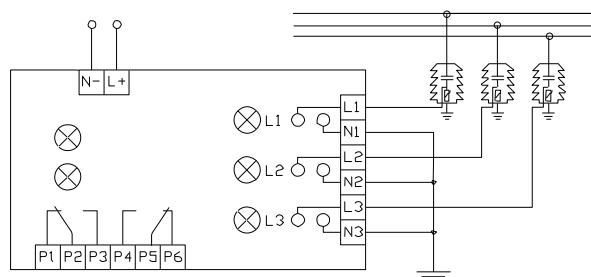 N- L+
L1 L1
N1
L2 L2
N2
L3 L3
N3
P1 P2 P3 P4 P5 P6